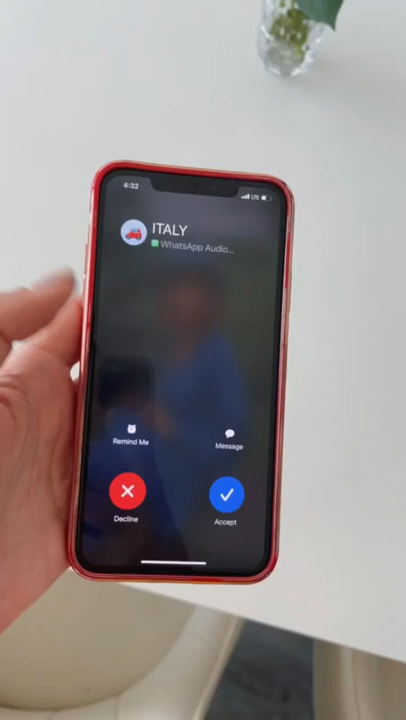 4:32
LTE
ITALY
WhatsApp Audio...
Remind Me
Message
Decline
Accept